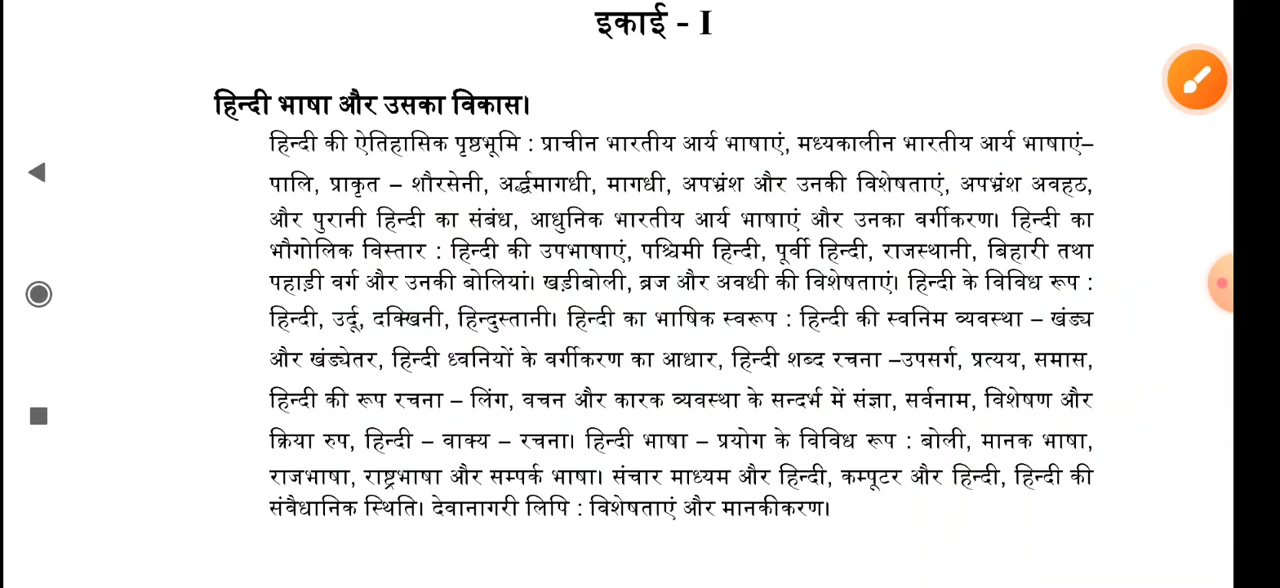 इकाई - I
हिन्दी भाषा और उसका विकास।
हिन्दी की ऐतिहासिक पृष्ठभूमि : प्राचीन भारतीय आर्य भाषाएं, मध्यकालीन भारतीय आर्य भाषाएं–
पालि, प्राकृत – शौरसेनी, अर्द्धमागधी, मागधी, अपभ्रंश और उनकी विशेषताएं, अपभ्रंश अवहठ,
और पुरानी हिन्दी का संबंध, आधुनिक भारतीय आर्य भाषाएं और उनका वर्गीकरण। हिन्दी का
भौगोलिक विस्तार : हिन्दी की उपभाषाएं, पश्चिमी हिन्दी, पूर्वी हिन्दी, राजस्थानी, बिहारी तथा
पहाड़ी वर्ग और उनकी बोलियां। खड़ीबोली, ब्रज और अवधी की विशेषताएं। हिन्दी के विविध रूप :
हिन्दी, उर्दू, दक्खिनी, हिन्दुस्तानी। हिन्दी का भाषिक स्वरूप : हिन्दी की स्वनिम व्यवस्था – खंड्य
और खंड्येतर, हिन्दी ध्वनियों के वर्गीकरण का आधार, हिन्दी शब्द रचना –उपसर्ग, प्रत्यय, समास,
हिन्दी की रूप रचना – लिंग, वचन और कारक व्यवस्था के सन्दर्भ में संज्ञा, सर्वनाम, विशेषण और
क्रिया रुप, हिन्दी – वाक्य – रचना। हिन्दी भाषा – प्रयोग के विविध रूप : बोली, मानक भाषा,
राजभाषा, राष्ट्रभाषा और सम्पर्क भाषा। संचार माध्यम और हिन्दी, कम्पूटर और हिन्दी, हिन्दी की
संवैधानिक स्थिति। देवानागरी लिपि : विशेषताएं और मानकीकरण।